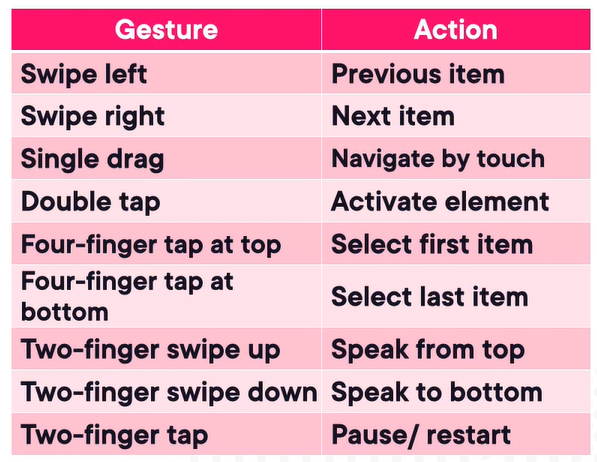 Gesture Action
Swipe left Previous item
Swipe right Next item
Single drag Navigate by touch
Double tap Activate element
Four-finger tap at top Select first item
Four-finger tap at
bottom Select last item
Two-finger swipe up Speak from top
Two-finger swipe down Speak to bottom
Two-finger tap Pause/ restart